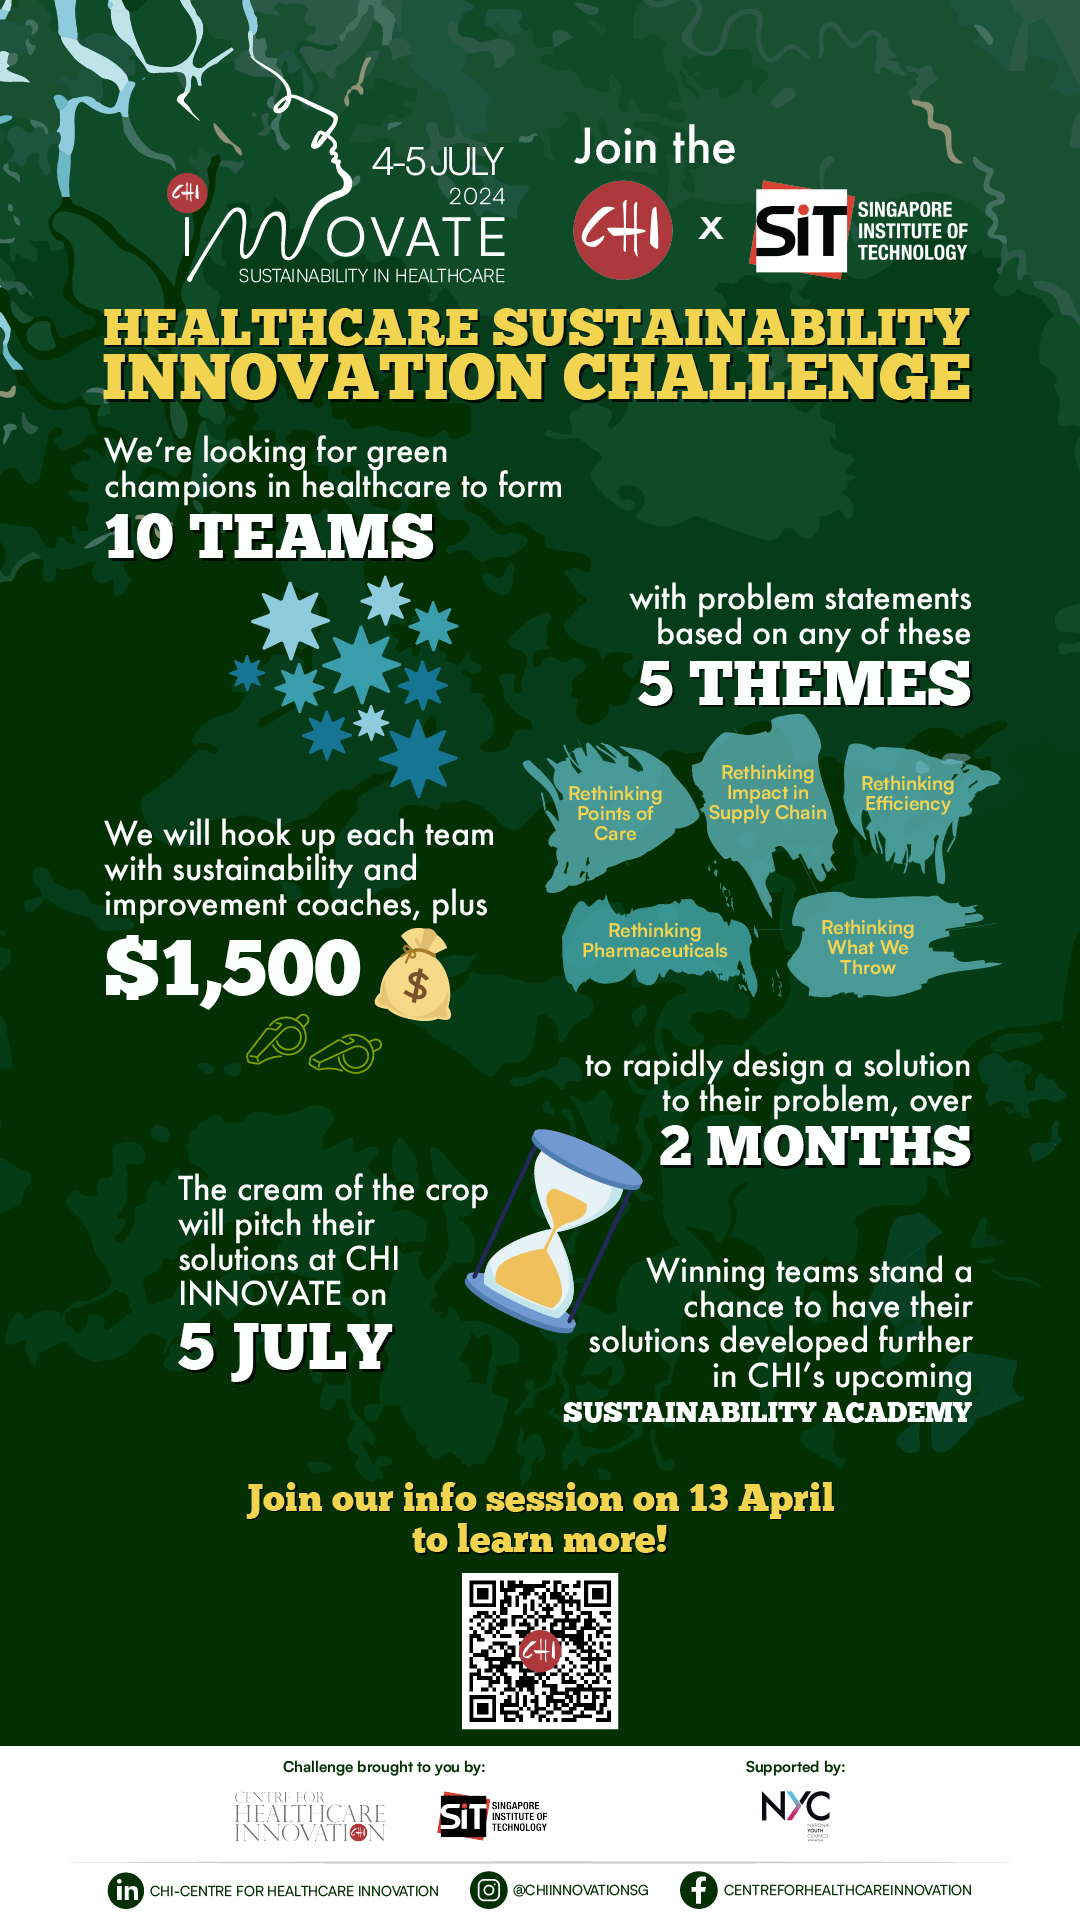 4-5 JULY
2024
CHI
INNOVATE
SUSTAINABILITY IN HEALTHCARE
Join the
CHI
x
SiT
SINGAPORE
INSTITUTE OF
TECHNOLOGY
HEALTHCARE SUSTAINABILITY
INNOVATION CHALLENGE
We're looking for green
champions in healthcare to form
10 TEAMS
with problem statements
based on any of these
5 THEMES
Rethinking
Points of
Care
Rethinking
Impact in
Supply Chain
Rethinking
Efficiency
Rethinking
Pharmaceuticals
Rethinking
What We
Throw
We will hook up each team
with sustainability and
improvement coaches, plus
$1,500
$
to rapidly design a solution
to their problem, over
2 MONTHS
The cream of the crop
will pitch their
solutions at CHI
INNOVATE on
5 JULY
Winning teams stand a
chance to have their
solutions developed further
in CHI's upcoming
SUSTAINABILITY ACADEMY
Join our info session on 13 April
to learn more!
CHI
Challenge brought to you by:
CENTRE FOR
HEALTHCARE
INNOVATION
CHI
SiT
SINGAPORE
INSTITUTE OF
TECHNOLOGY
Supported by:
NYC
NATIONAL
YOUTH
COUNCIL
SINGAPORE
in
CHI-CENTRE FOR HEALTHCARE INNOVATION
@CHIINNOVATIONSG
f
CENTREFORHEALTHCAREINNOVATION